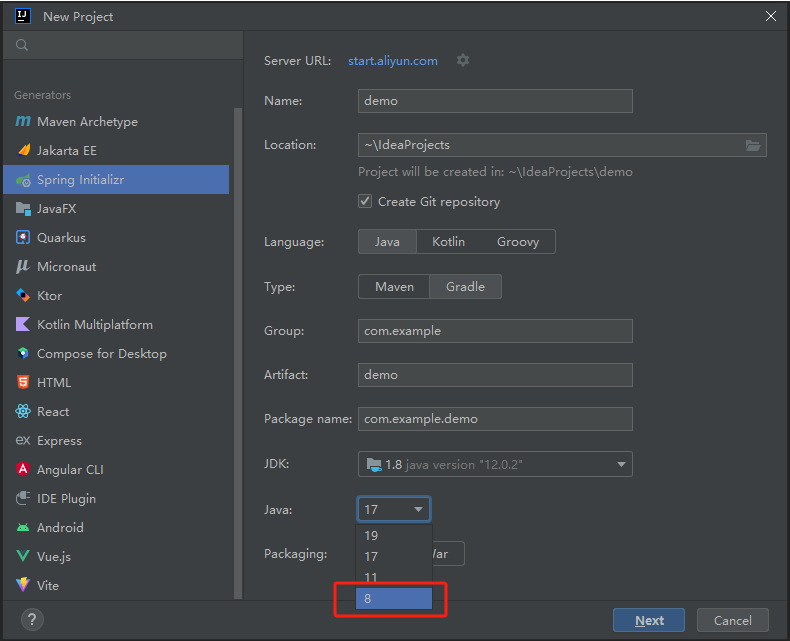 New Project
Generators
Maven Archetype
Jakarta EE
Spring Initializr
JavaFX
Quarkus
Micronaut
Ktor
Kotlin Multiplatform
Compose for Desktop
HTML
React
Express
Angular CLI
IDE Plugin
Android
Vue.js
Vite
Server URL: start.aliyun.com
Name: demo
Location: ~\IdeaProjects
Project will be created in: ~\IdeaProjects\demo
Create Git repository
Language: Java Kotlin Groovy
Type: Maven Gradle
Group: com.example
Artifact: demo
Package name: com.example.demo
JDK: 1.8 java version "12.0.2"
Java: 17
19
17
11
8
Packaging:
? Next Cancel